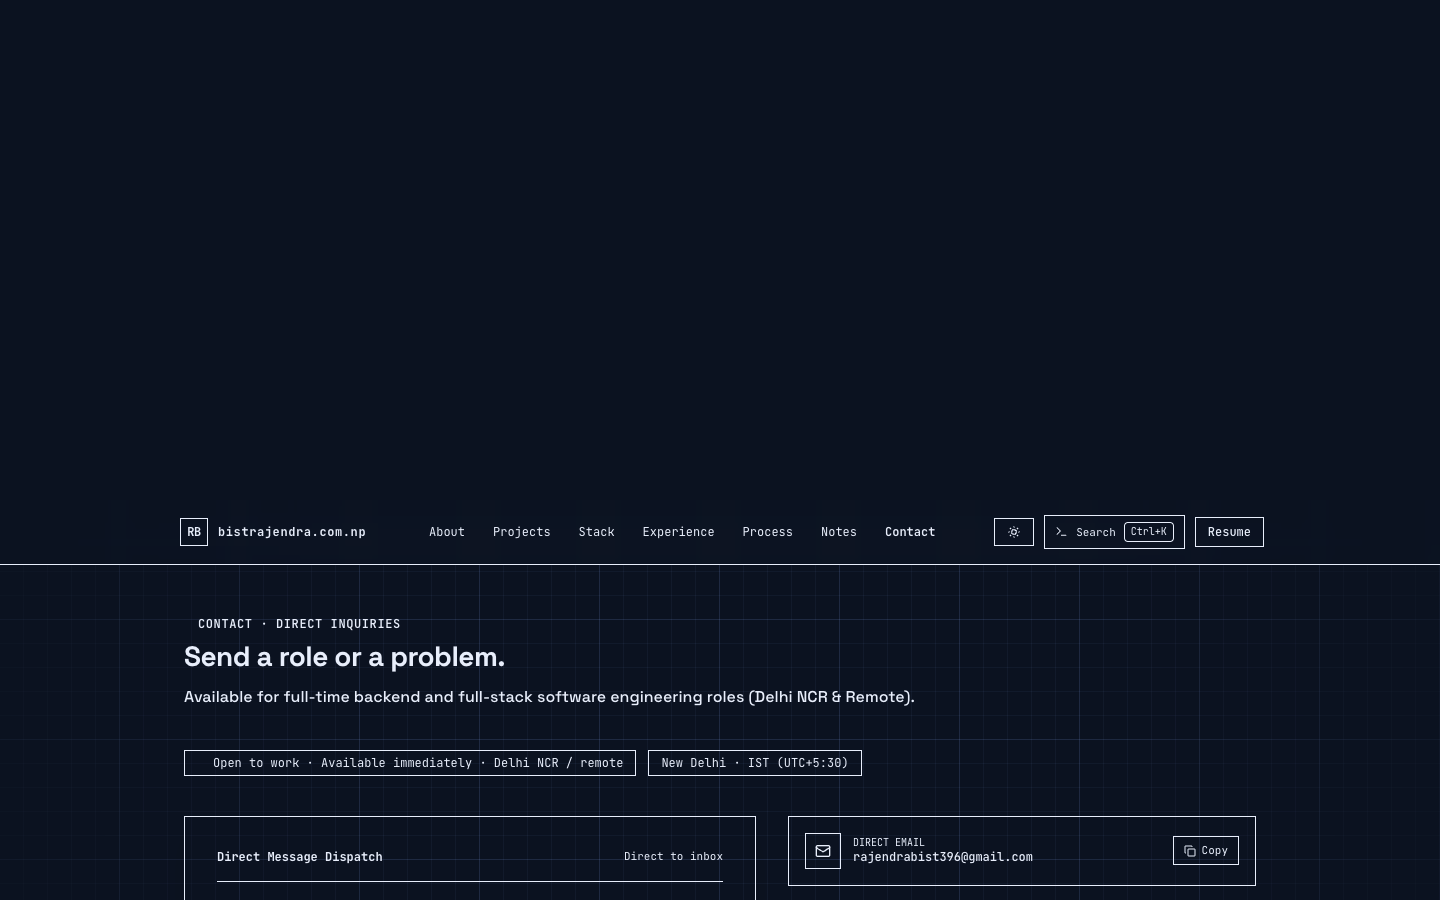 RB bistrajendra.com.np About Projects Stack Experience Process Notes Contact Search Ctrl+K Resume
CONTACT · DIRECT INQUIRIES
Send a role or a problem.
Available for full-time backend and full-stack software engineering roles (Delhi NCR & Remote).
Open to work · Available immediately · Delhi NCR / remote New Delhi · IST (UTC+5:30)
Direct Message Dispatch Direct to inbox
DIRECT EMAIL
rajendrabist396@gmail.com
Copy